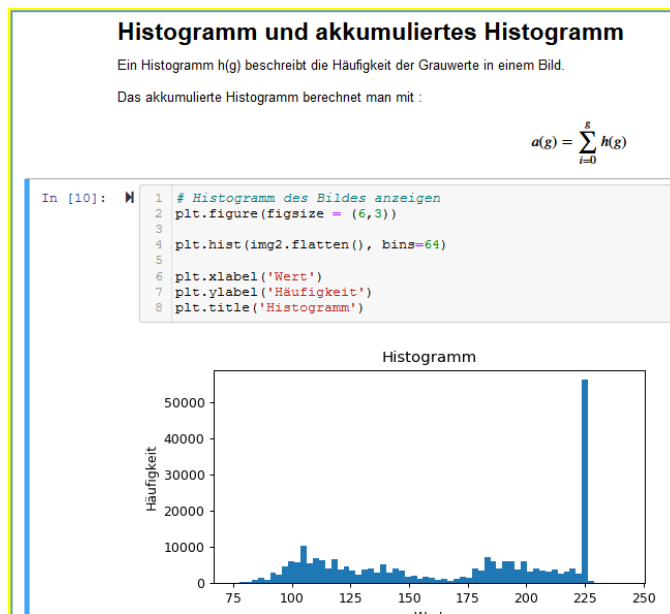 Histogramm und akkumuliertes Histogramm
Ein Histogramm h(g) beschreibt die Häufigkeit der Grauwerte in einem Bild.
Das akkumulierte Histogramm berechnet man mit :
a(g) = ∑_{i=0}^{g} h(g)
In [10]:
1 # Histogramm des Bildes anzeigen
2 plt.figure(figsize = (6,3))
3
4 plt.hist(img2.flatten(), bins=64)
5
6 plt.xlabel('Wert')
7 plt.ylabel('Häufigkeit')
8 plt.title('Histogramm')
Histogramm
Häufigkeit
50000
40000
30000
20000
10000
0
75 100 125 150 175 200 225 250